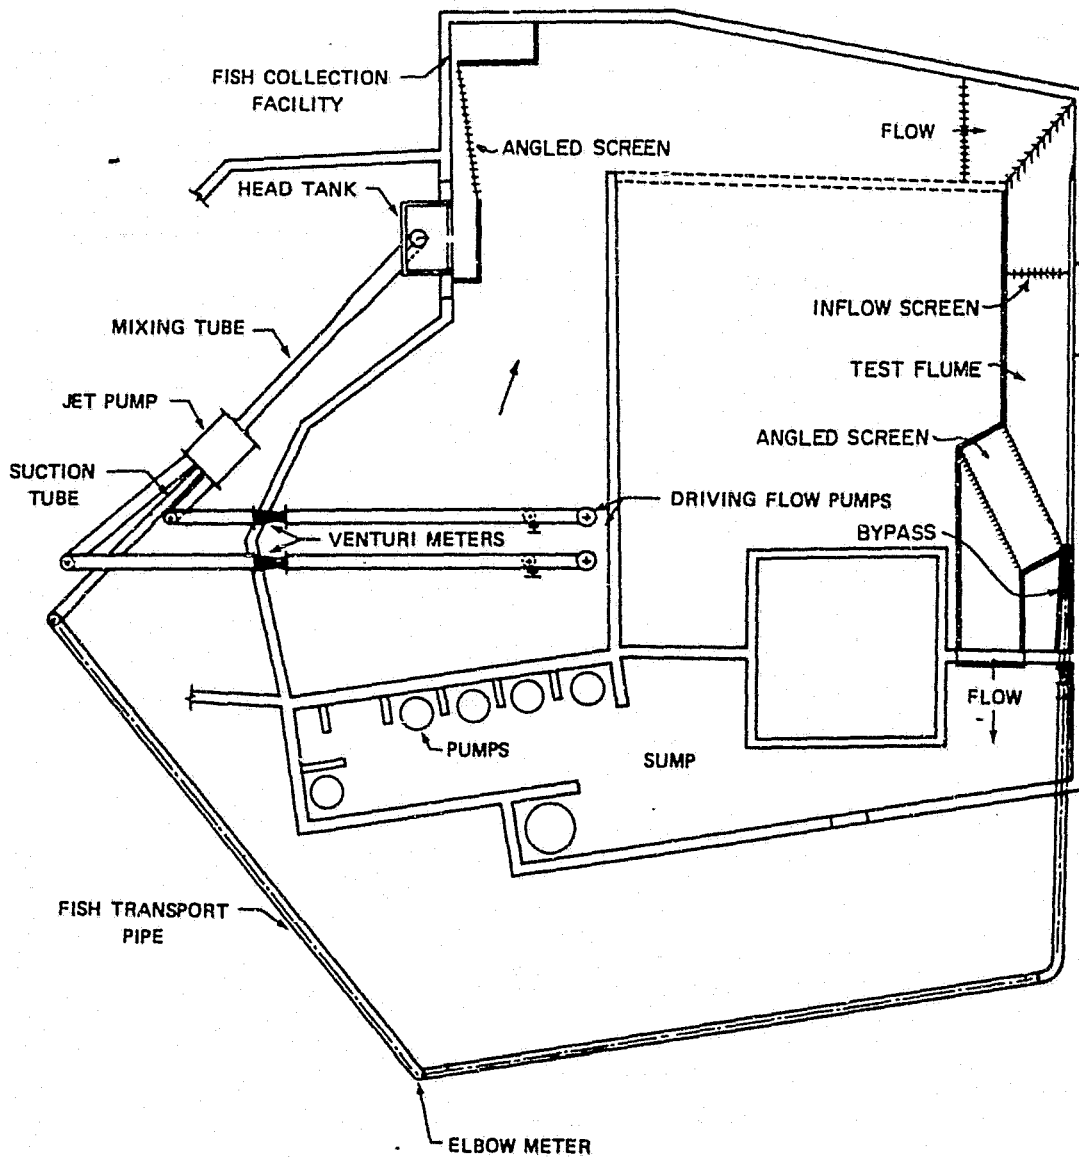 FISH COLLECTION
FACILITY
FLOW
ANGLED SCREEN
HEAD TANK
INFLOW SCREEN
MIXING TUBE
TEST FLUME
JET PUMP
ANGLED SCREEN
SUCTION
TUBE
DRIVING FLOW PUMPS
VENTURI METERS
BYPASS
FLOW
PUMPS
SUMP
FISH TRANSPORT
PIPE
ELBOW METER